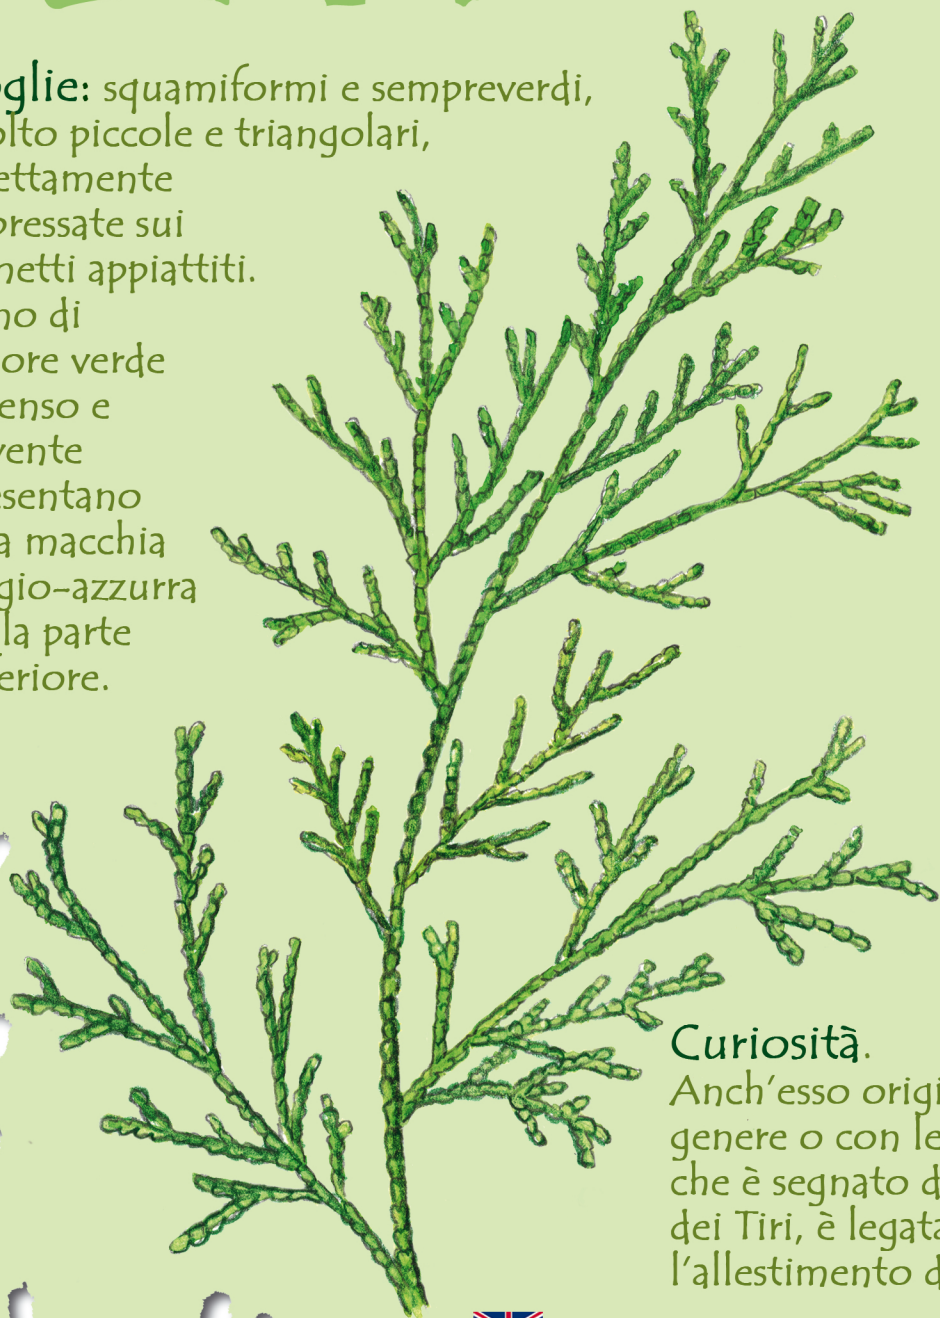 oglie: squamiformi e sempreverdi,
olto piccole e triangolari,
ettamente
pressate sui
netti appiattiti.
no di
ore verde
enso e
vente
esentano
a macchia
gio-azzurra
la parte
eriore.
Curiosità.
Anch'esso origi
genere o con le
che è segnato d
dei Tiri, è legata
l'allestimento d